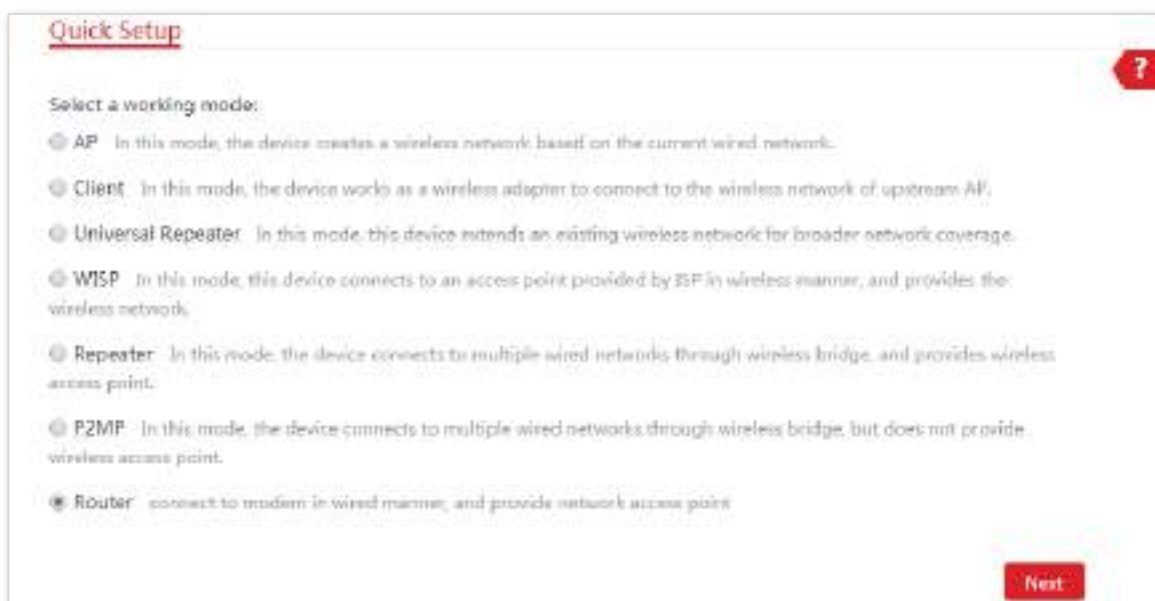 Quick Setup
?
Select a working mode:
AP In this mode, the device creates a wireless network based on the current wired network.
Client In this mode, the device works as a wireless adapter to connect to the wireless network of upstream AP.
Universal Repeater In this mode, this device extends an existing wireless network for broader network coverage.
WISP In this mode, this device connects to an access point provided by ISP in wireless manner, and provides the
wireless network.
Repeater In this mode, the device connects to multiple wired networks through wireless bridge, and provides wireless
access point.
P2MP In this mode, the device connects to multiple wired networks through wireless bridge, but does not provide
wireless access point.
Router connect to modem in wired manner, and provide network access point
Next